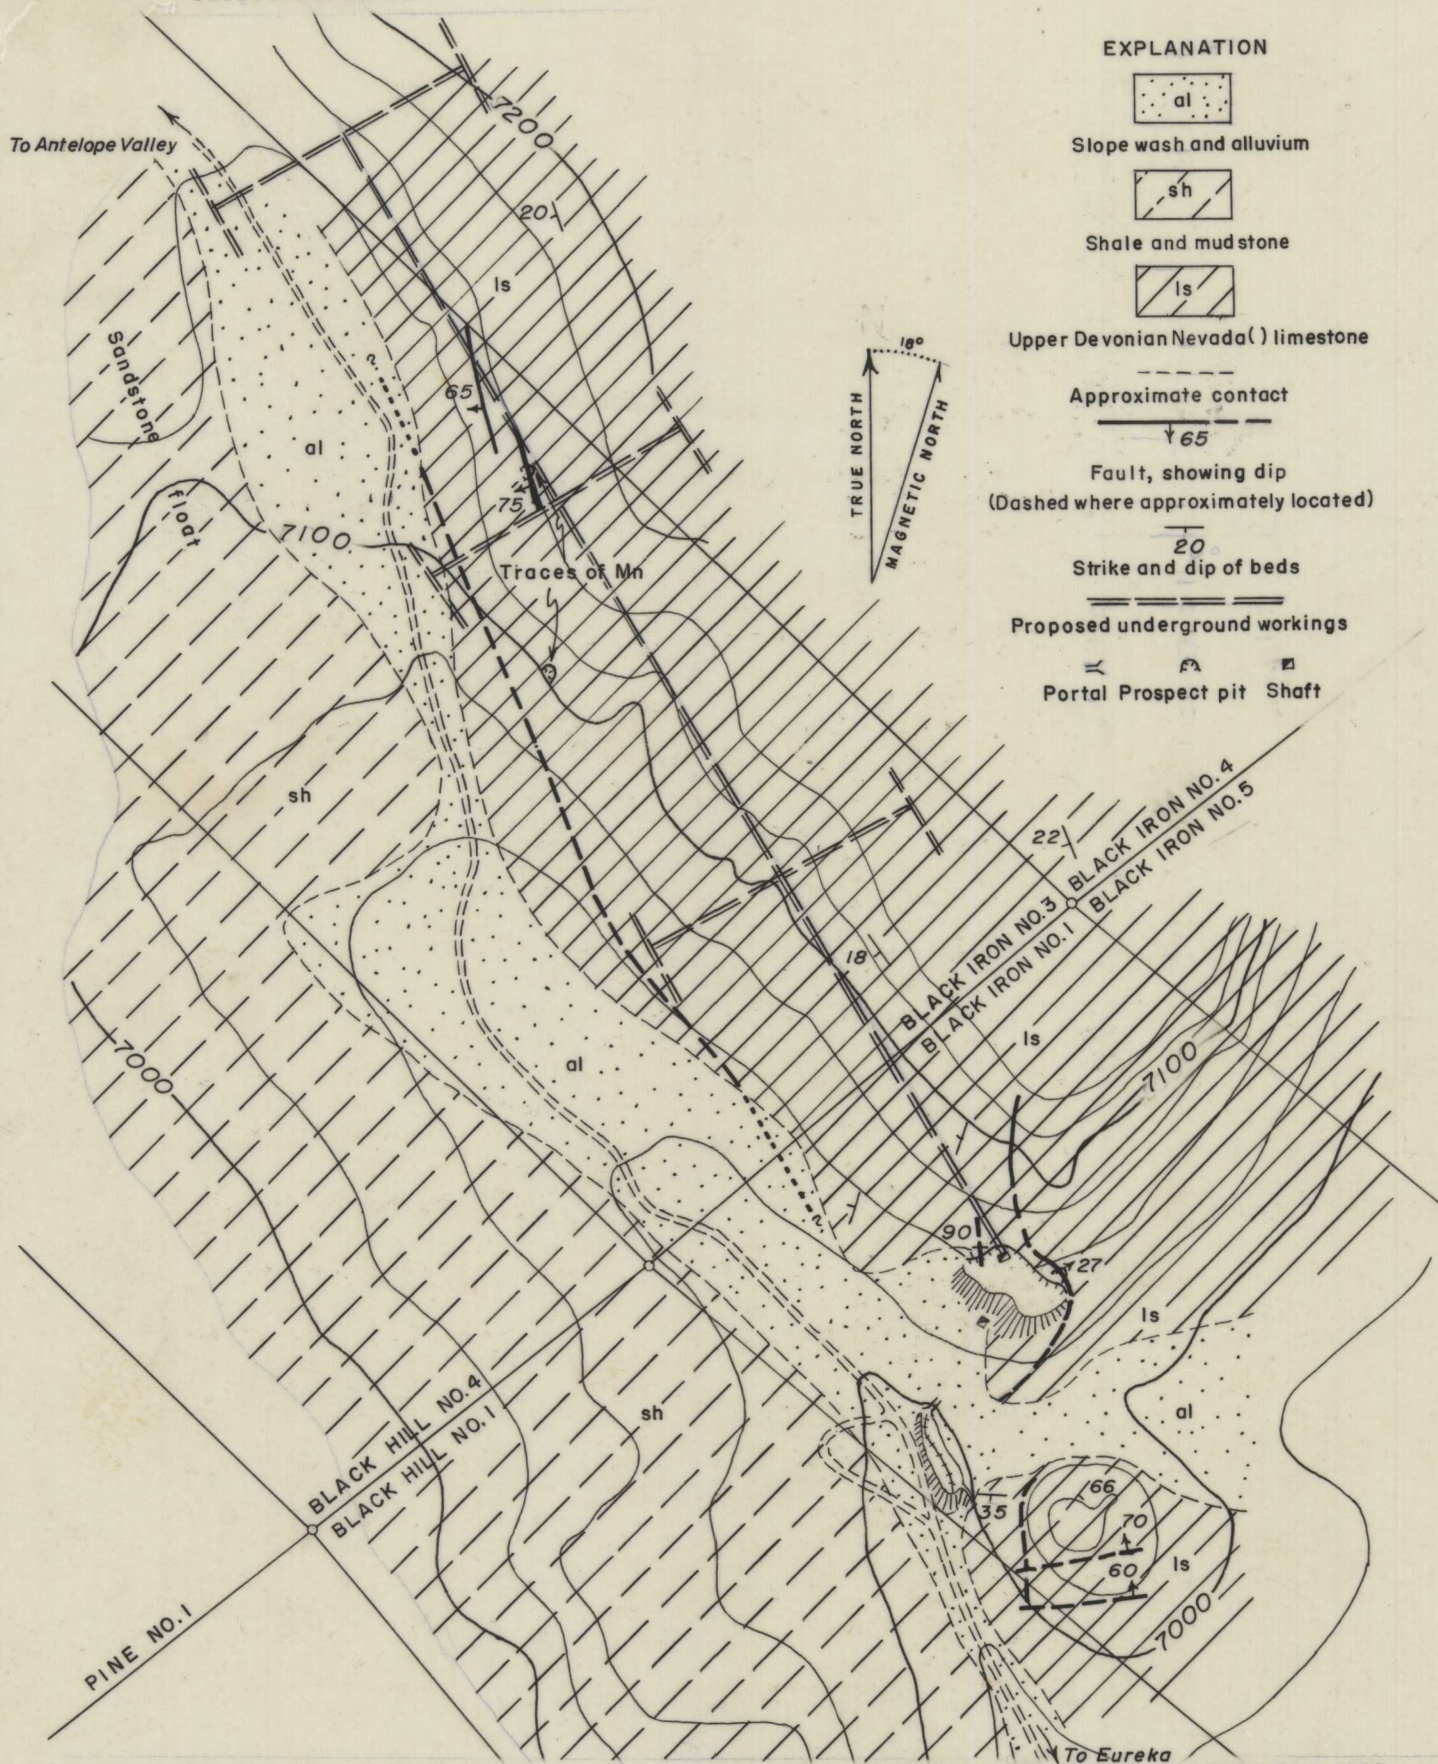 EXPLANATION
al
Slope wash and alluvium
sh
Shale and mudstone
ls
Upper Devonian Nevada( ) limestone
Approximate contact
65
Fault, showing dip
(Dashed where approximately located)
20
Strike and dip of beds
Proposed underground workings
Portal Prospect pit Shaft
18°
TRUE NORTH
MAGNETIC NORTH
To Antelope Valley
7200
20
ls
Sandstone
float
?
65
al
75
7100
Traces of Mn
sh
22
BLACK IRON NO. 4
BLACK IRON NO. 5
BLACK IRON NO. 3
BLACK IRON NO. 1
18
ls
7100
al
7000
?
90
27
ls
BLACK HILL NO. 4
BLACK HILL NO. 1
sh
al
66
35
70
60
ls
7000
PINE NO. 1
To Eureka